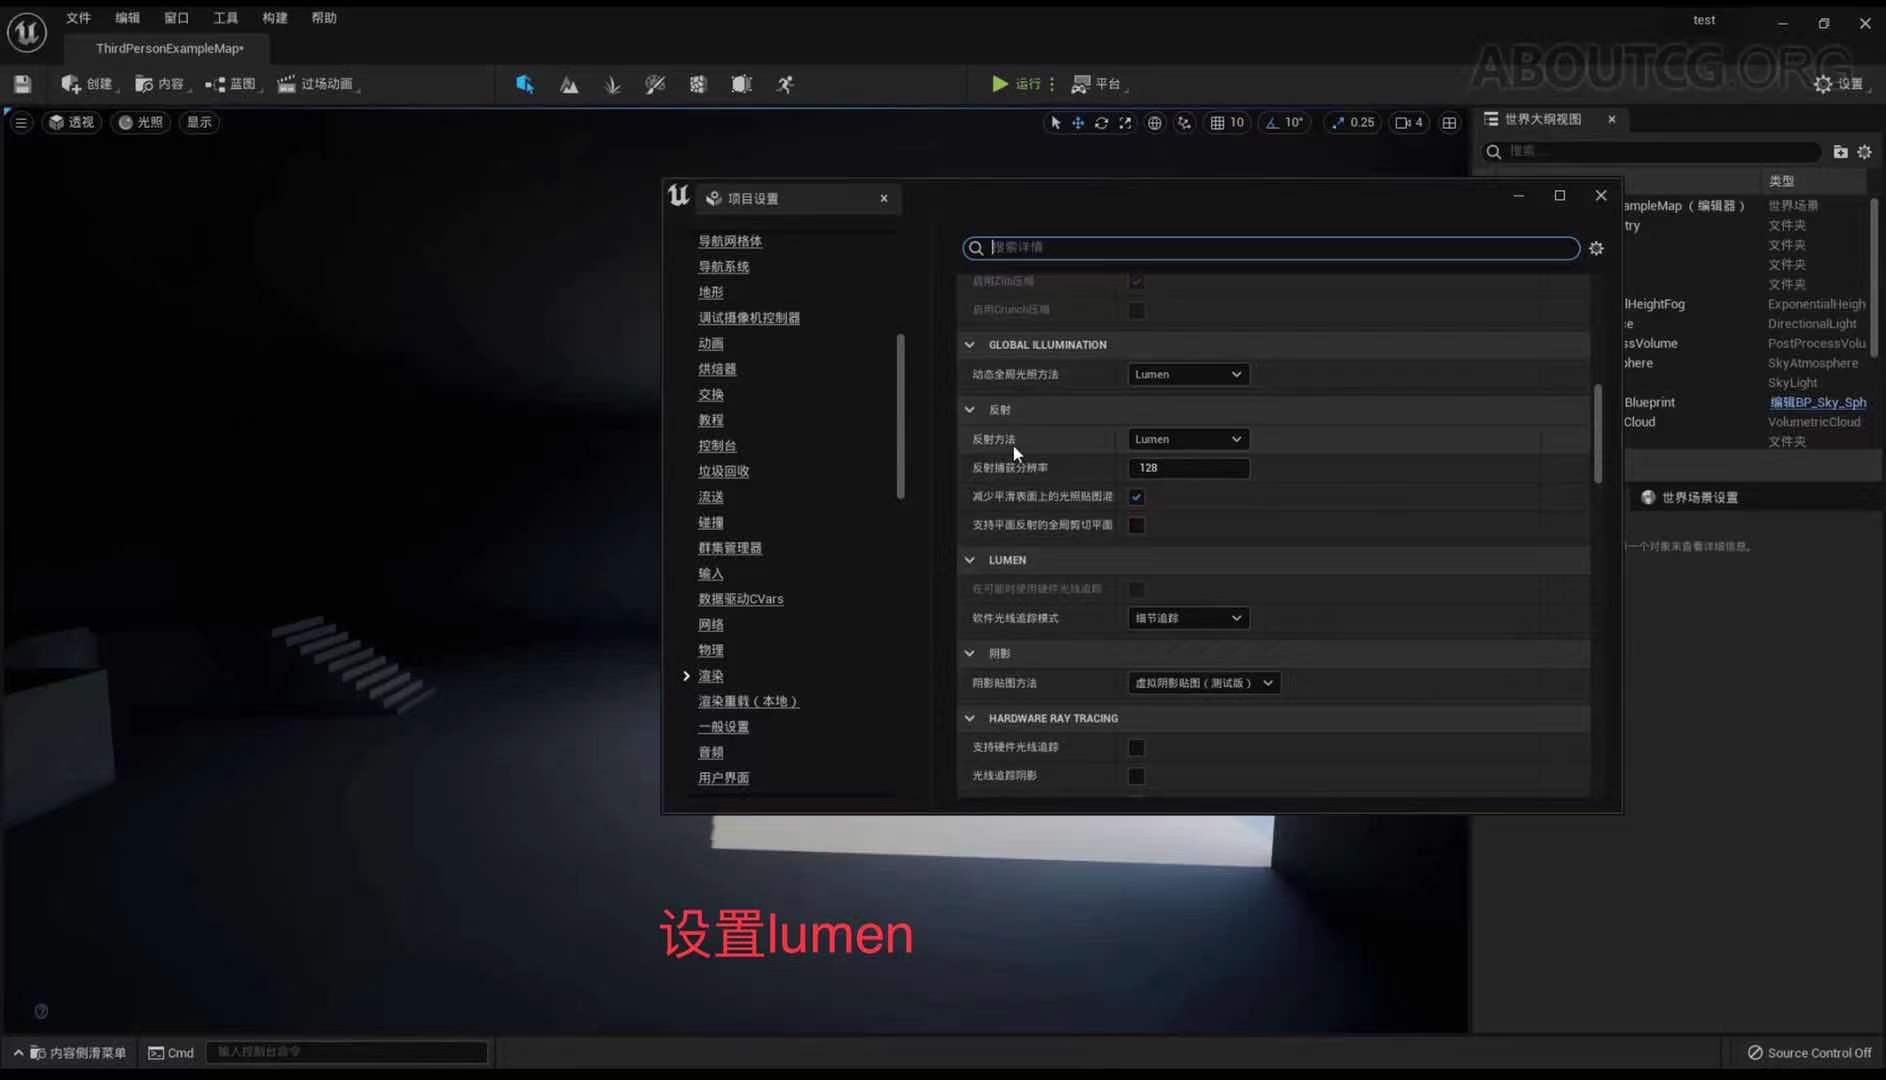 文件 编辑 窗口 工具 构建 帮助
test
ThirdPersonExampleMap•
ABOUTCG.ORG
创建 内容 蓝图 过场动画
运行 平台
设置
透视 光照 显示
10 10° 0.25 4
世界大纲视图
搜索...
类型
ampleMap（编辑器） 世界场景
try 文件夹
文件夹
文件夹
文件夹
lHeightFog ExponentialHeigh
ce DirectionalLight
ssVolume PostProcessVolu
here SkyAtmosphere
SkyLight
Blueprint 编辑BP_Sky_Sph
Cloud VolumetricCloud
文件夹
世界场景设置
一个对象来查看详细信息。
项目设置
导航网格体
导航系统
地形
调试摄像机控制器
动画
烘焙器
交换
教程
控制台
垃圾回收
流送
碰撞
群集管理器
输入
数据驱动CVars
网络
物理
渲染
渲染重载（本地）
一般设置
音频
用户界面
搜索详情
启用Zlib压缩
启用Crunch压缩
GLOBAL ILLUMINATION
动态全局光照方法 Lumen
反射
反射方法 Lumen
反射捕获分辨率 128
减少平滑表面上的光照贴图混
支持平面反射的全局剪切平面
LUMEN
在可能时使用硬件光线追踪
软件光线追踪模式 细节追踪
阴影
阴影贴图方法 虚拟阴影贴图（测试版）
HARDWARE RAY TRACING
支持硬件光线追踪
光线追踪阴影
设置lumen
内容侧滑菜单 Cmd 输入控制台命令
Source Control Off